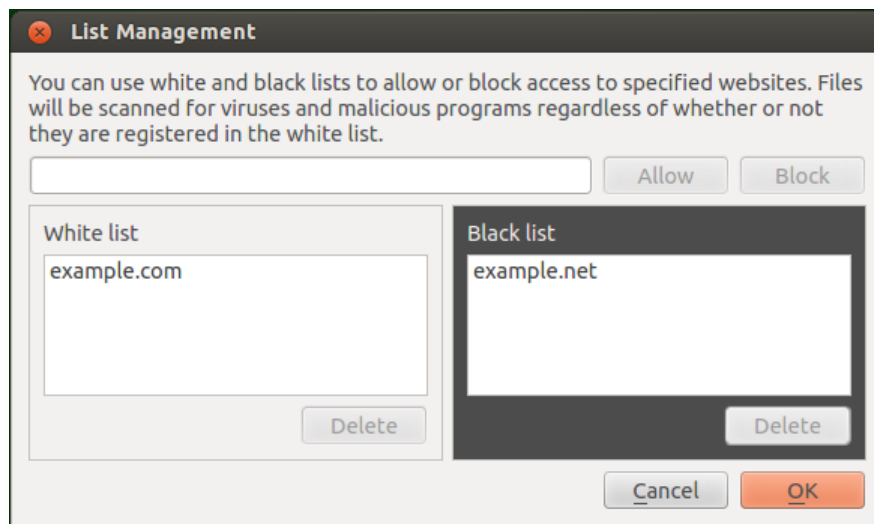 List Management
You can use white and black lists to allow or block access to specified websites. Files
will be scanned for viruses and malicious programs regardless of whether or not
they are registered in the white list.
Allow
Block
White list
example.com
Delete
Black list
example.net
Delete
Cancel
OK